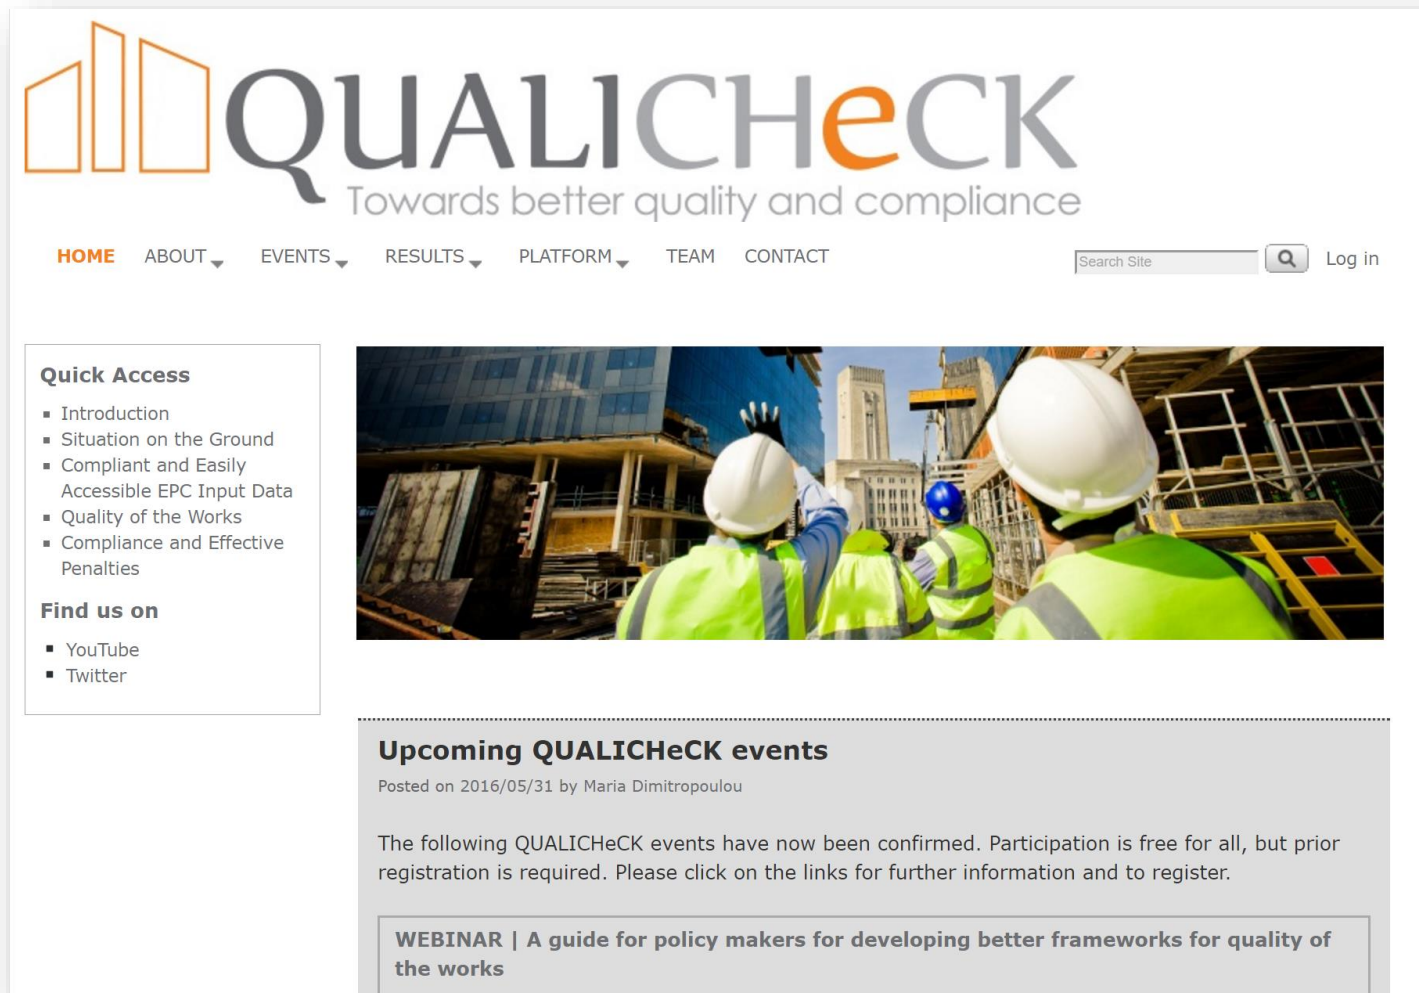 QUALICHeCK
Towards better quality and compliance
HOME ABOUT EVENTS RESULTS PLATFORM TEAM CONTACT
Search Site
Log in
Quick Access
Introduction
Situation on the Ground
Compliant and Easily
Accessible EPC Input Data
Quality of the Works
Compliance and Effective
Penalties
Find us on
YouTube
Twitter
Upcoming QUALICHeCK events
Posted on 2016/05/31 by Maria Dimitropoulou
The following QUALICHeCK events have now been confirmed. Participation is free for all, but prior
registration is required. Please click on the links for further information and to register.
WEBINAR | A guide for policy makers for developing better frameworks for quality of
the works